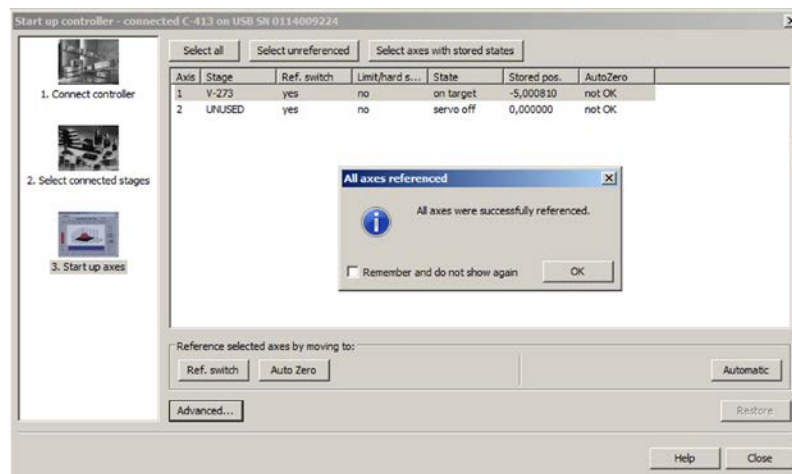 Start up controller - connected C-413 on USB SN 0114009224
Select all Select unreferenced Select axes with stored states
Axis Stage Ref. switch Limit/hard s... State Stored pos. AutoZero
1 V-273 yes no on target -5,000810 not OK
2 UNUSED yes no servo off 0,000000 not OK
1. Connect controller
2. Select connected stages
3. Start up axes
All axes referenced
All axes were successfully referenced.
Remember and do not show again OK
Reference selected axes by moving to:
Ref. switch Auto Zero Automatic
Advanced... Restore
Help Close